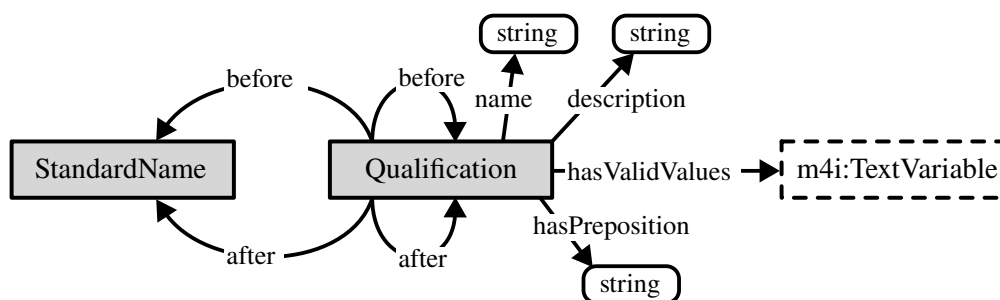 string
string
before
before
name
description
StandardName
Qualification
hasValidValues
m4i:TextVariable
hasPreposition
after
after
string